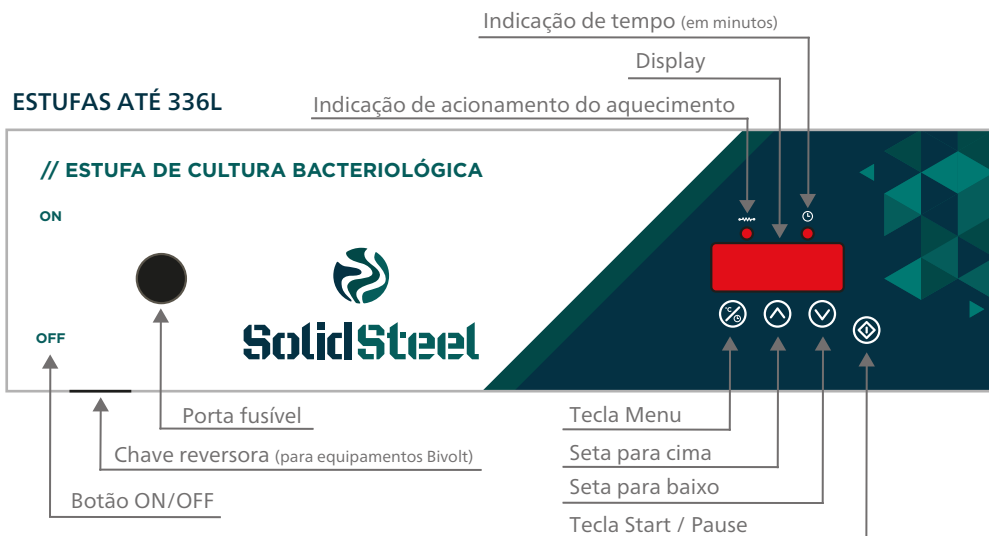 Indicação de tempo (em minutos)
Display
ESTUFAS ATÉ 336L
Indicação de acionamento do aquecimento
// ESTUFA DE CULTURA BACTERIOLÓGICA
ON
OFF
SolidSteel
°C
Porta fusível
Tecla Menu
Chave reversora (para equipamentos Bivolt)
Seta para cima
Botão ON/OFF
Seta para baixo
Tecla Start / Pause